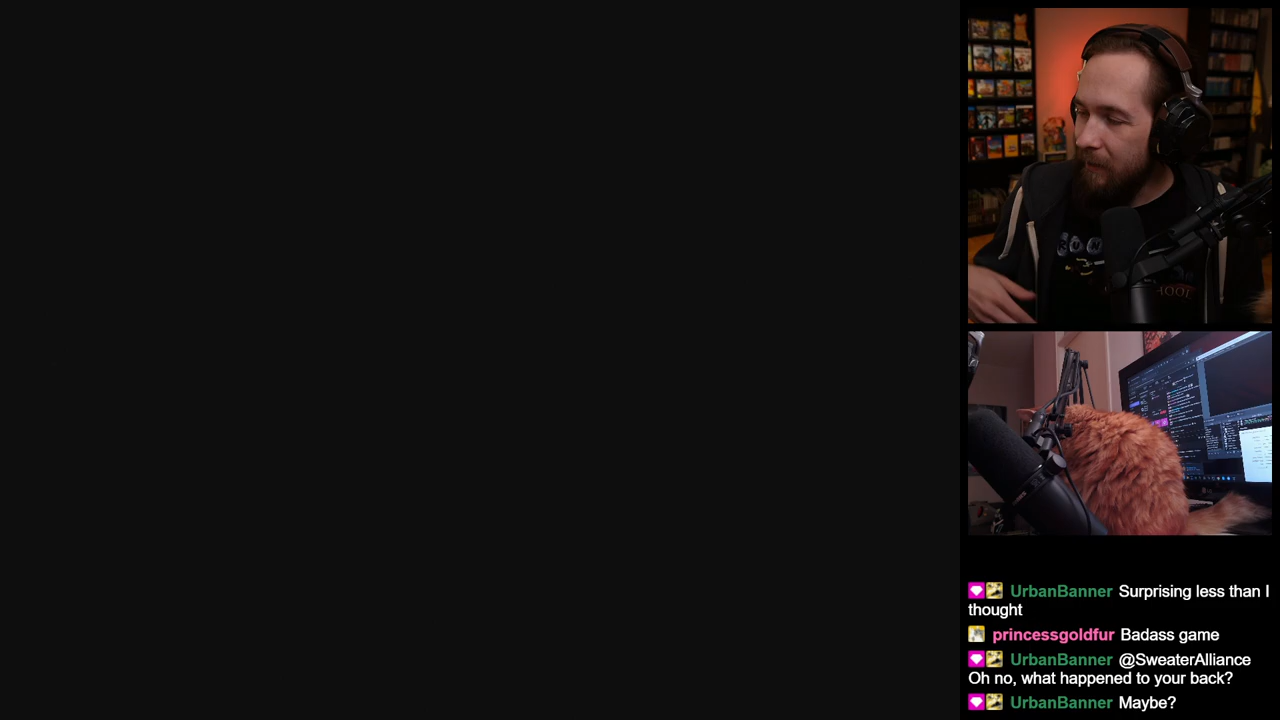 UrbanBanner Surprising less than I
thought
princessgoldfur Badass game
UrbanBanner @SweaterAlliance
Oh no, what happened to your back?
UrbanBanner Maybe?